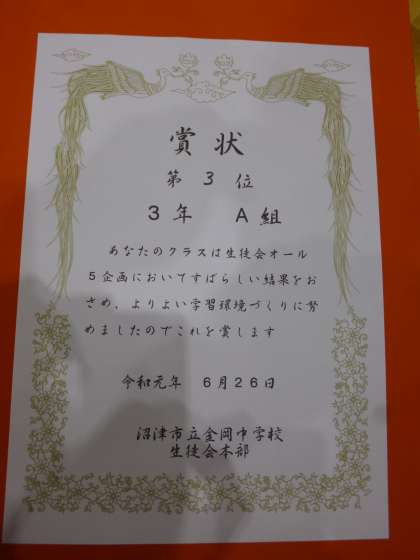 賞状
第3位
3年 A組
あなたのクラスは生徒会オール
5企画においてすばらしい結果をお
さめ、よりよい学習環境づくりに努
めましたのでこれを賞します
令和元年 6月26日
沼津市立金岡中学校
生徒会本部